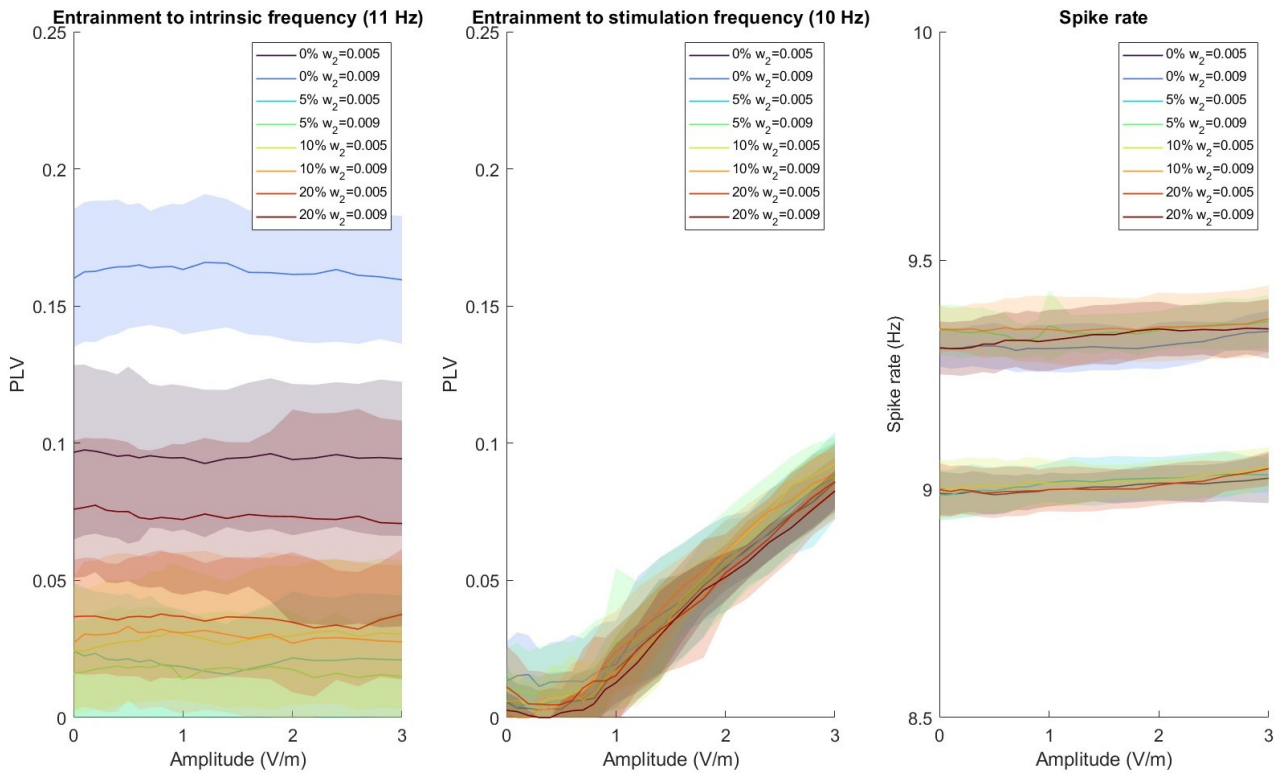 Entrainment to intrinsic frequency (11 Hz)
0.25
0.2
0.15
0.1
0.05
0
PLV
0
1
2
3
Amplitude (V/m)
0% w2=0.005
0% w2=0.009
5% w2=0.005
5% w2=0.009
10% w2=0.005
10% w2=0.009
20% w2=0.005
20% w2=0.009
Entrainment to stimulation frequency (10 Hz)
0.25
0.2
0.15
0.1
0.05
0
PLV
0
1
2
3
Amplitude (V/m)
0% w2=0.005
0% w2=0.009
5% w2=0.005
5% w2=0.009
10% w2=0.005
10% w2=0.009
20% w2=0.005
20% w2=0.009
Spike rate
10
9.5
9
8.5
Spike rate (Hz)
0
1
2
3
Amplitude (V/m)
0% w2=0.005
0% w2=0.009
5% w2=0.005
5% w2=0.009
10% w2=0.005
10% w2=0.009
20% w2=0.005
20% w2=0.009